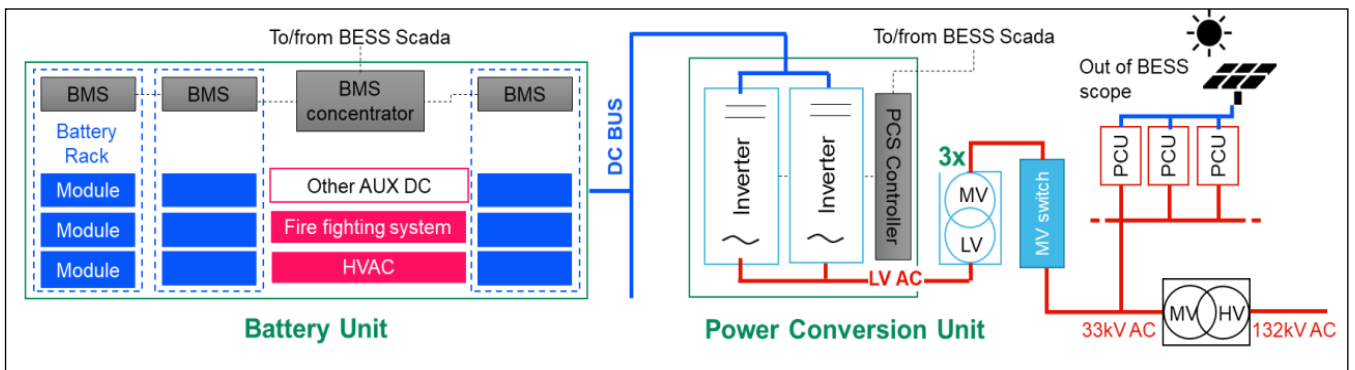 To/from BESS Scada
BMS
BMS
BMS
concentrator
BMS
Battery
Rack
Module
Module
Module
Other AUX DC
Fire fighting system
HVAC
Battery Unit
DC BUS
To/from BESS Scada
Inverter
Inverter
PCS Controller
LV AC
Power Conversion Unit
3x
MV
LV
MV switch
Out of BESS
scope
PCU
PCU
PCU
33kV AC
MV
HV
132kV AC